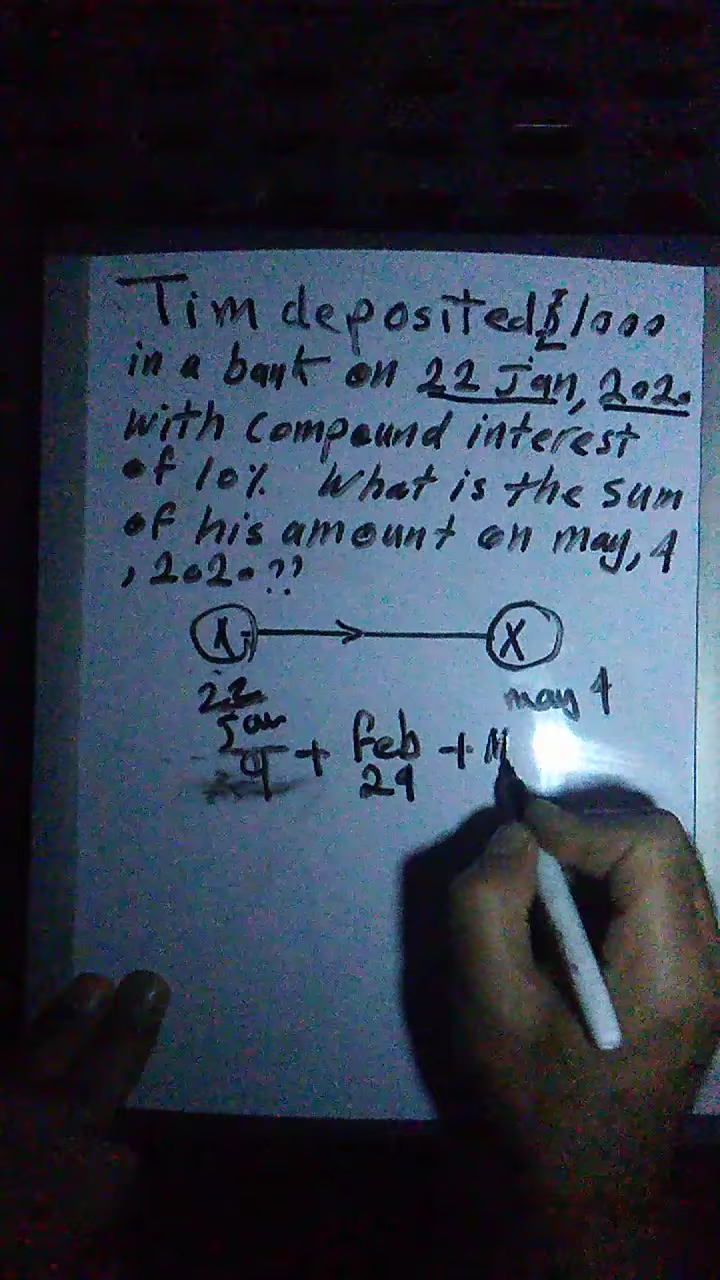 Tim deposited £1000
in a bank on 22 Jan, 2020
with compound interest
of 10% What is the sum
of his amount on may, 4
, 2020??
X
22 may 4
Jan
9 + Feb + M
29